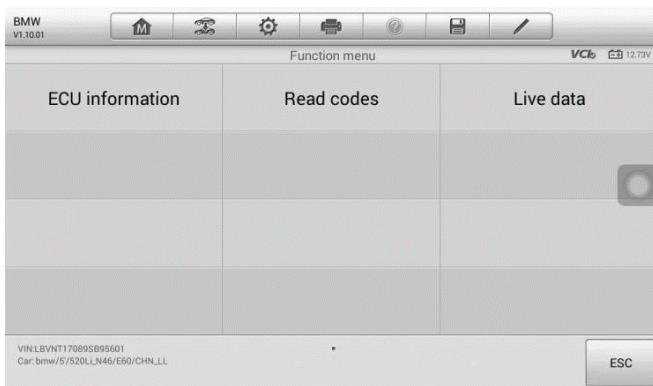 BMW
V1.10.01
M
?
Function menu
VCI
12.73V
ECU information
Read codes
Live data
VIN:LBVNT17089SB95601
Car: bmw/5'/520Li_N46/E60/CHN_LL
ESC